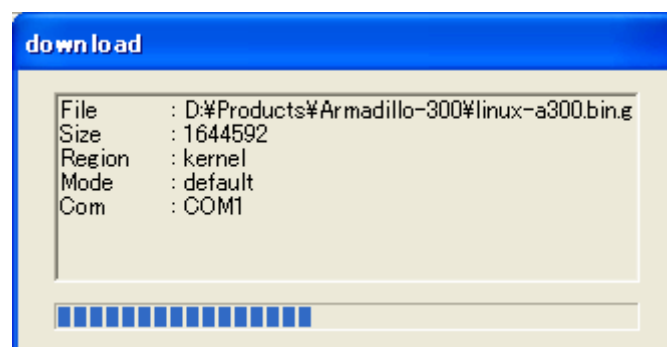 download
File : D:¥Products¥Armadillo-300¥linux-a300.bin.g
Size : 1644592
Region : kernel
Mode : default
Com : COM1